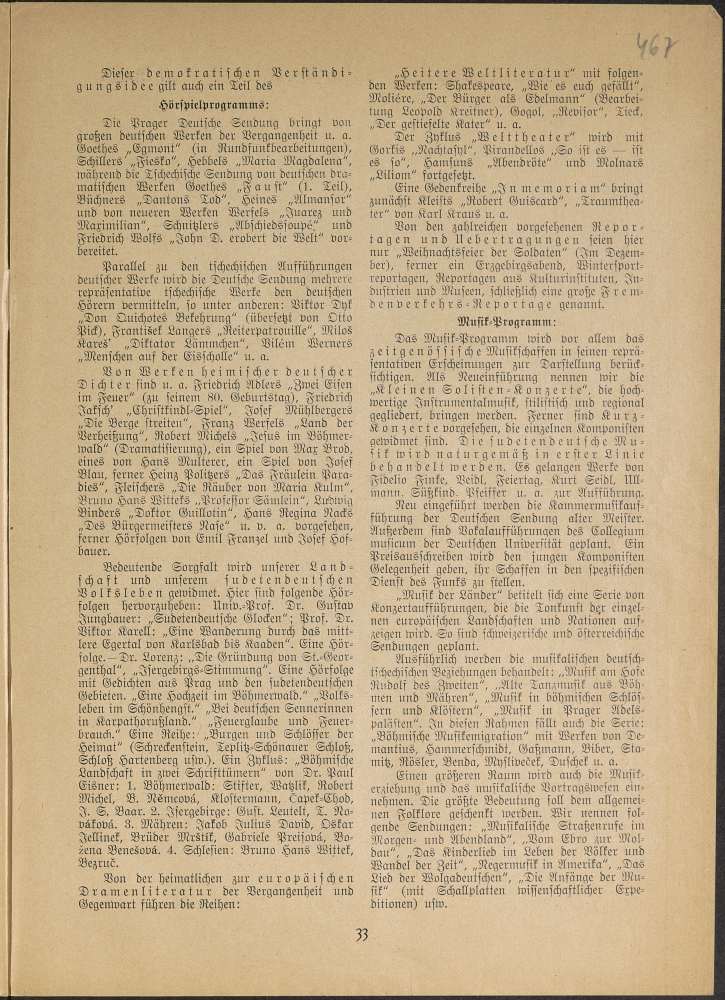 467
Dieser demokratischen Verständi-
gungsidee gilt auch ein Teil des
Hörspielprogramms:
Die Prager Deutsche Sendung bringt von
großen deutschen Werken der Vergangenheit u. a.
Goethes „Egmont“ (in Rundfunkbearbeitungen),
Schillers „Fiesko“, Hebbels „Maria Magdalena“,
während die Tschechische Sendung von deutschen dra-
matischen Werken Goethes „Faust“ (1. Teil),
Büchners „Dantons Tod“, Heines „Almansor“
und von neueren Werken Werfels „Juarez und
Maximilian“, Schnitzlers „Abschiedsoupé“ und
Friedrich Wolfs „John D. erobert die Welt“ vor-
bereitet.
Parallel zu den tschechischen Aufführungen
deutscher Werke wird die Deutsche Sendung mehrere
repräsentative tschechische Werke den deutschen
Hörern vermitteln, so unter anderen: Viktor Dyk
„Don Quichotes Bekehrung“ (übersetzt von Otto
Pick), František Langers „Reiterpatrouille“, Miloš
Kareš' „Diktator Lämmchen“, Vilém Werners
„Menschen auf der Eisscholle“ u. a.
Von Werken heimischer deutscher
Dichter sind u. a. Friedrich Adlers „Zwei Eisen
im Feuer“ (zu seinem 80. Geburtstag), Friedrich
Jaksch' „Christkindl-Spiel“, Josef Mühlbergers
„Die Berge streiten“, Franz Werfels „Land der
Verheißung“, Robert Michels „Jesus im Böhmer-
wald“ (Dramatisierung), ein Spiel von Max Brod,
eines von Hans Multerer, ein Spiel von Josef
Blau, ferner Heinz Politzers „Das Fräulein Para-
dies“, Fleischers „Die Räuber von Maria Kulm“,
Bruno Hans Witteks „Professor Sämlein“, Ludwig
Binders „Doktor Guillotin“, Hans Regina Nacks
„Des Bürgermeisters Nase“ u. v. a. vorgesehen,
ferner Hörfolgen von Emil Franzel und Josef Hof-
bauer.
Bedeutende Sorgfalt wird unserer Land-
schaft und unserem sudetendeutschen
Volksleben gewidmet. Hier sind folgende Hör-
folgen hervorzuheben: Univ.-Prof. Dr. Gustav
Jungbauer: „Sudetendeutsche Glocken“; Prof. Dr.
Viktor Karell: „Eine Wanderung durch das mitt-
lere Egertal von Karlsbad bis Kaaden“. Eine Hör-
folge.—Dr. Lorenz: „Die Gründung von St.-Geor-
genthal“, „Isergebirgs-Stimmung“. Eine Hörfolge
mit Gedichten aus Prag und den sudetendeutschen
Gebieten. „Eine Hochzeit im Böhmerwald.“ „Volks-
leben im Schönhengst.“ „Bei deutschen Sennerinnen
in Karpathorußland.“ „Feuerglaube und Feuer-
brauch.“ Eine Reihe: „Burgen und Schlösser der
Heimat“ (Schreckenstein, Teplitz-Schönauer Schloß,
Schloß Hartenberg usw.). Ein Zyklus: „Böhmische
Landschaft in zwei Schrifttümern“ von Dr. Paul
Eisner: 1. Böhmerwald: Stifter, Watzlik, Robert
Michel, B. Němcová, Klostermann, Čapek-Chod,
J. S. Baar. 2. Isergebirge: Gust. Leutelt, T. No-
váková. 3. Mähren: Jakob Julius David, Oskar
Jellinek, Brüder Mrštík, Gabriele Preisová, Bo-
žena Benešová. 4. Schlesien: Bruno Hans Wittek,
Bezruč.
Von der heimatlichen zur europäischen
Dramenliteratur der Vergangenheit und
Gegenwart führen die Reihen:
„Heitere Weltliteratur“ mit folgen-
den Werken: Shakespeare, „Wie es euch gefällt“,
Moliére, „Der Bürger als Edelmann“ (Bearbei-
tung Leopold Kreitner), Gogol, „Revisor“, Tieck,
„Der gestiefelte Kater“ u. a.
Der Zyklus „Welttheater“ wird mit
Gorkis „Nachtasyl“, Pirandellos „So ist es — ist
es so“, Hamsuns „Abendröte“ und Molnars
„Liliom“ fortgesetzt.
Eine Gedenkreihe „In memoriam“ bringt
zunächst Kleists „Robert Guiscard“, „Traumthea-
ter“ von Karl Kraus u. a.
Von den zahlreichen vorgesehenen Repor-
tagen und Uebertragungen seien hier
nur „Weihnachtsfeier der Soldaten“ (Im Dezem-
ber), ferner ein Erzgebirgsabend, Wintersport-
reportagen, Reportagen aus Kulturinstituten, In-
dustrien und Museen, schließlich eine große Frem-
denverkehrs-Reportage genannt.
Musik-Programm:
Das Musik-Programm wird vor allem das
zeitgenössische Musikschaffen in seinen reprä-
sentativen Erscheinungen zur Darstellung berück-
sichtigen. Als Neueinführung nennen wir die
„Kleinen Solisten-Konzerte“, die hoch-
wertige Instrumentalmusik, stilistisch und regional
gegliedert, bringen werden. Ferner sind Kurz-
Konzerte vorgesehen, die einzelnen Komponisten
gewidmet sind. Die sudetendeutsche Mu-
sik wird naturgemäß in erster Linie
behandelt werden. Es gelangen Werke von
Fidelio Finke, Veidl, Feiertag, Kurt Seidl, Ull-
mann, Süßkind, Pfeiffer u. a. zur Aufführung.
Neu eingeführt werden die Kammermusikauf-
führung der Deutschen Sendung alter Meister.
Außerdem sind Vokalaufführungen des Collegium
musicum der Deutschen Universität geplant. Ein
Preisausschreiben wird den jungen Komponisten
Gelegenheit geben, ihr Schaffen in den spezifischen
Dienst des Funks zu stellen.
„Musik der Länder“ betitelt sich eine Serie von
Konzertaufführungen, die die Tonkunst der einzel-
nen europäischen Landschaften und Nationen auf-
zeigen wird. So sind schweizerische und österreichische
Sendungen geplant.
Ausführlich werden die musikalischen deutsch-
tschechischen Beziehungen behandelt: „Musik am Hofe
Rudolf des Zweiten“, „Alte Tanzmusik aus Böh-
men und Mähren“, „Musik in böhmischen Schlös-
sern und Klöstern“, „Musik in Prager Adels-
palästen“. In diesen Rahmen fällt auch die Serie:
„Böhmische Musikemigration“ mit Werken von De-
mantius, Hammerschmidt, Gaßmann, Biber, Sta-
mitz, Rösler, Benda, Mysliveček, Duschek u. a.
Einen größeren Raum wird auch die Musik-
erziehung und das musikalische Vortragswesen ein-
nehmen. Die größte Bedeutung soll dem allgemei-
nen Folklore geschenkt werden. Wir nennen fol-
gende Sendungen: „Musikalische Straßenrufe im
Morgen- und Abendland“, „Vom Ebro zur Mol-
dau“, „Das Kinderlied im Leben der Völker und
Wandel der Zeit“, „Negermusik in Amerika“, „Das
Lied der Wolgadeutschen“, „Die Anfänge der Mu-
sik“ (mit Schallplatten wissenschaftlicher Expe-
ditionen) usw.
33